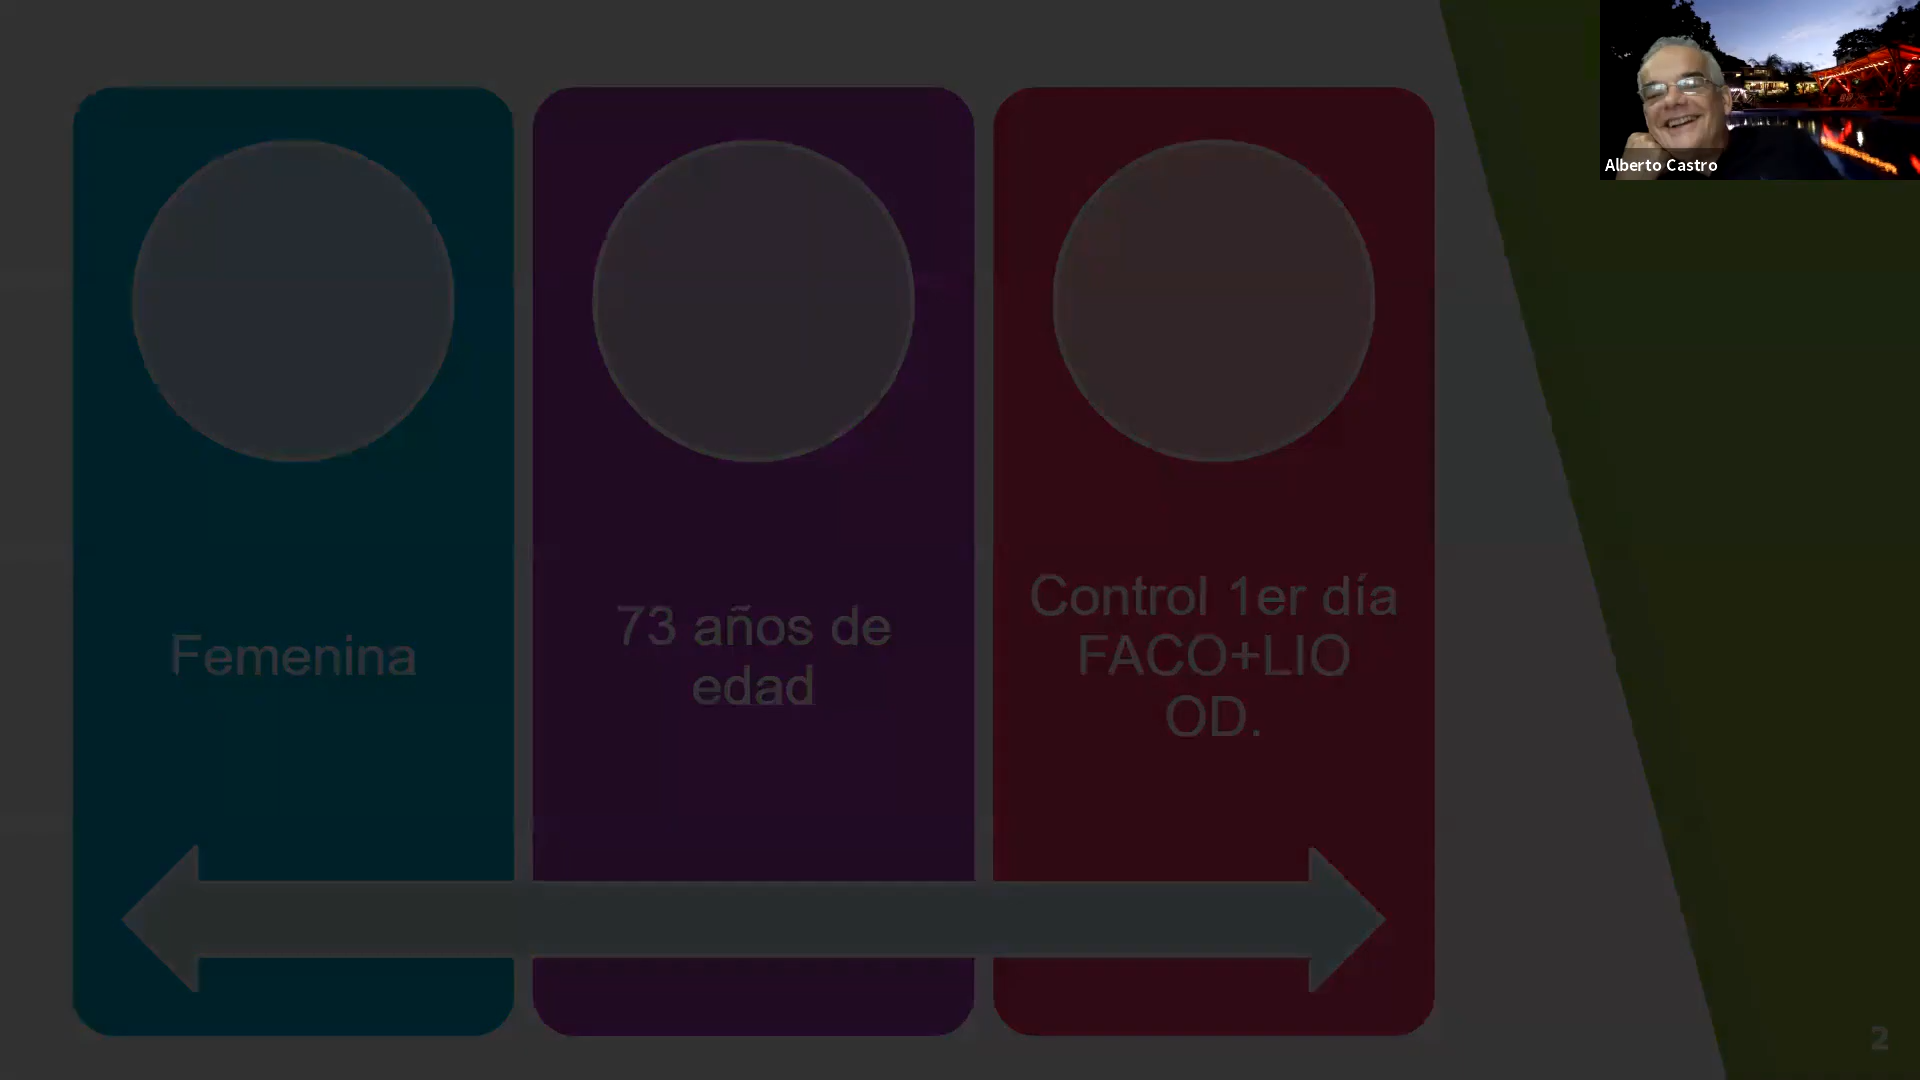 Alberto Castro
Femenina
73 años de
edad
Control 1er día
FACO+LIO
OD.
2